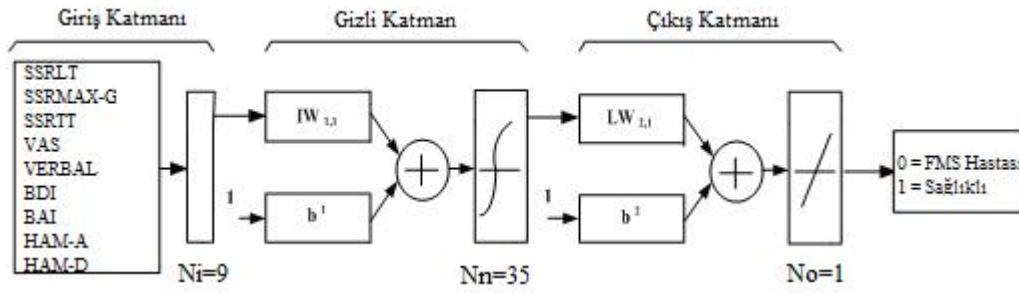 Giriş Katmanı
Gizli Katman
Çıkış Katmanı
SSRLT
SSRMAX-G
SSRTT
VAS
VERBAL
BDI
BAI
HAM-A
HAM-D
Ni=9
IW 1,1
1
b 1
Nn=35
LW 2,1
1
b 2
No=1
0 = FMS Hastası
1 = Sağlıklı